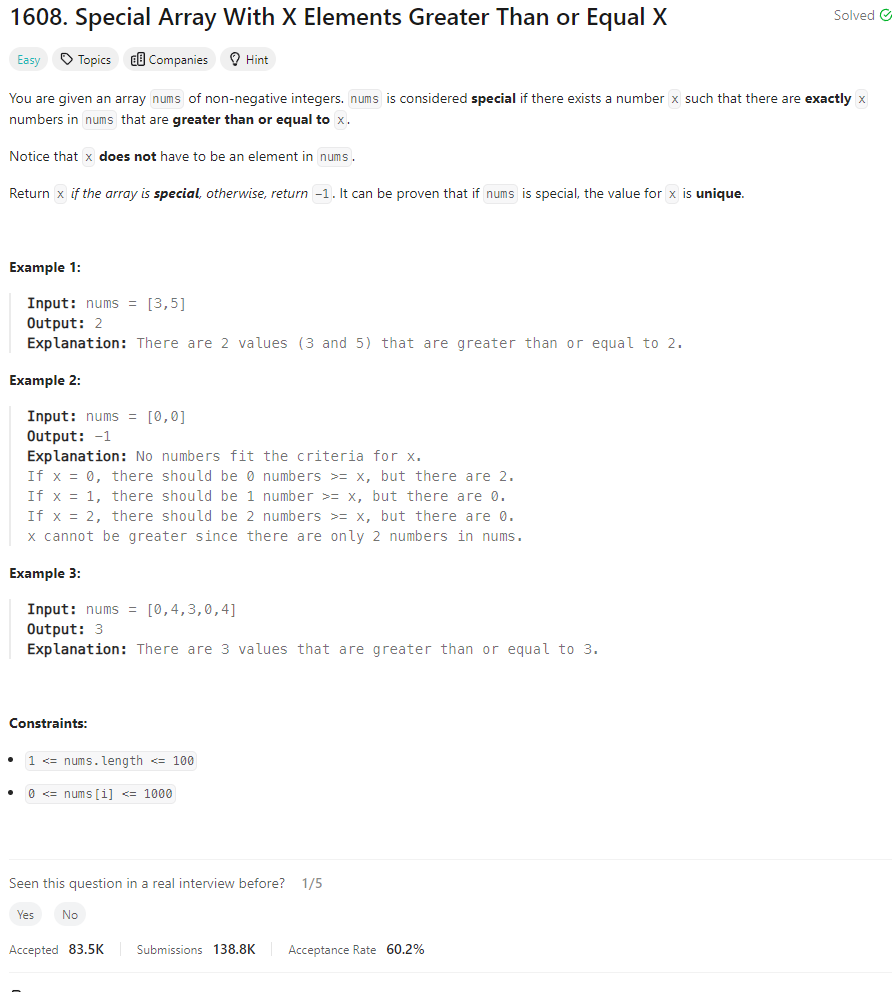 1608. Special Array With X Elements Greater Than or Equal X
Solved
Easy Topics Companies Hint
You are given an array nums of non-negative integers. nums is considered special if there exists a number x such that there are exactly x
numbers in nums that are greater than or equal to x.
Notice that x does not have to be an element in nums.
Return x if the array is special, otherwise, return -1. It can be proven that if nums is special, the value for x is unique.
Example 1:
Input: nums = [3,5]
Output: 2
Explanation: There are 2 values (3 and 5) that are greater than or equal to 2.
Example 2:
Input: nums = [0,0]
Output: -1
Explanation: No numbers fit the criteria for x.
If x = 0, there should be 0 numbers >= x, but there are 2.
If x = 1, there should be 1 number >= x, but there are 0.
If x = 2, there should be 2 numbers >= x, but there are 0.
x cannot be greater since there are only 2 numbers in nums.
Example 3:
Input: nums = [0,4,3,0,4]
Output: 3
Explanation: There are 3 values that are greater than or equal to 3.
Constraints:
1 <= nums.length <= 100
0 <= nums[i] <= 1000
Seen this question in a real interview before? 1/5
Yes No
Accepted 83.5K Submissions 138.8K Acceptance Rate 60.2%